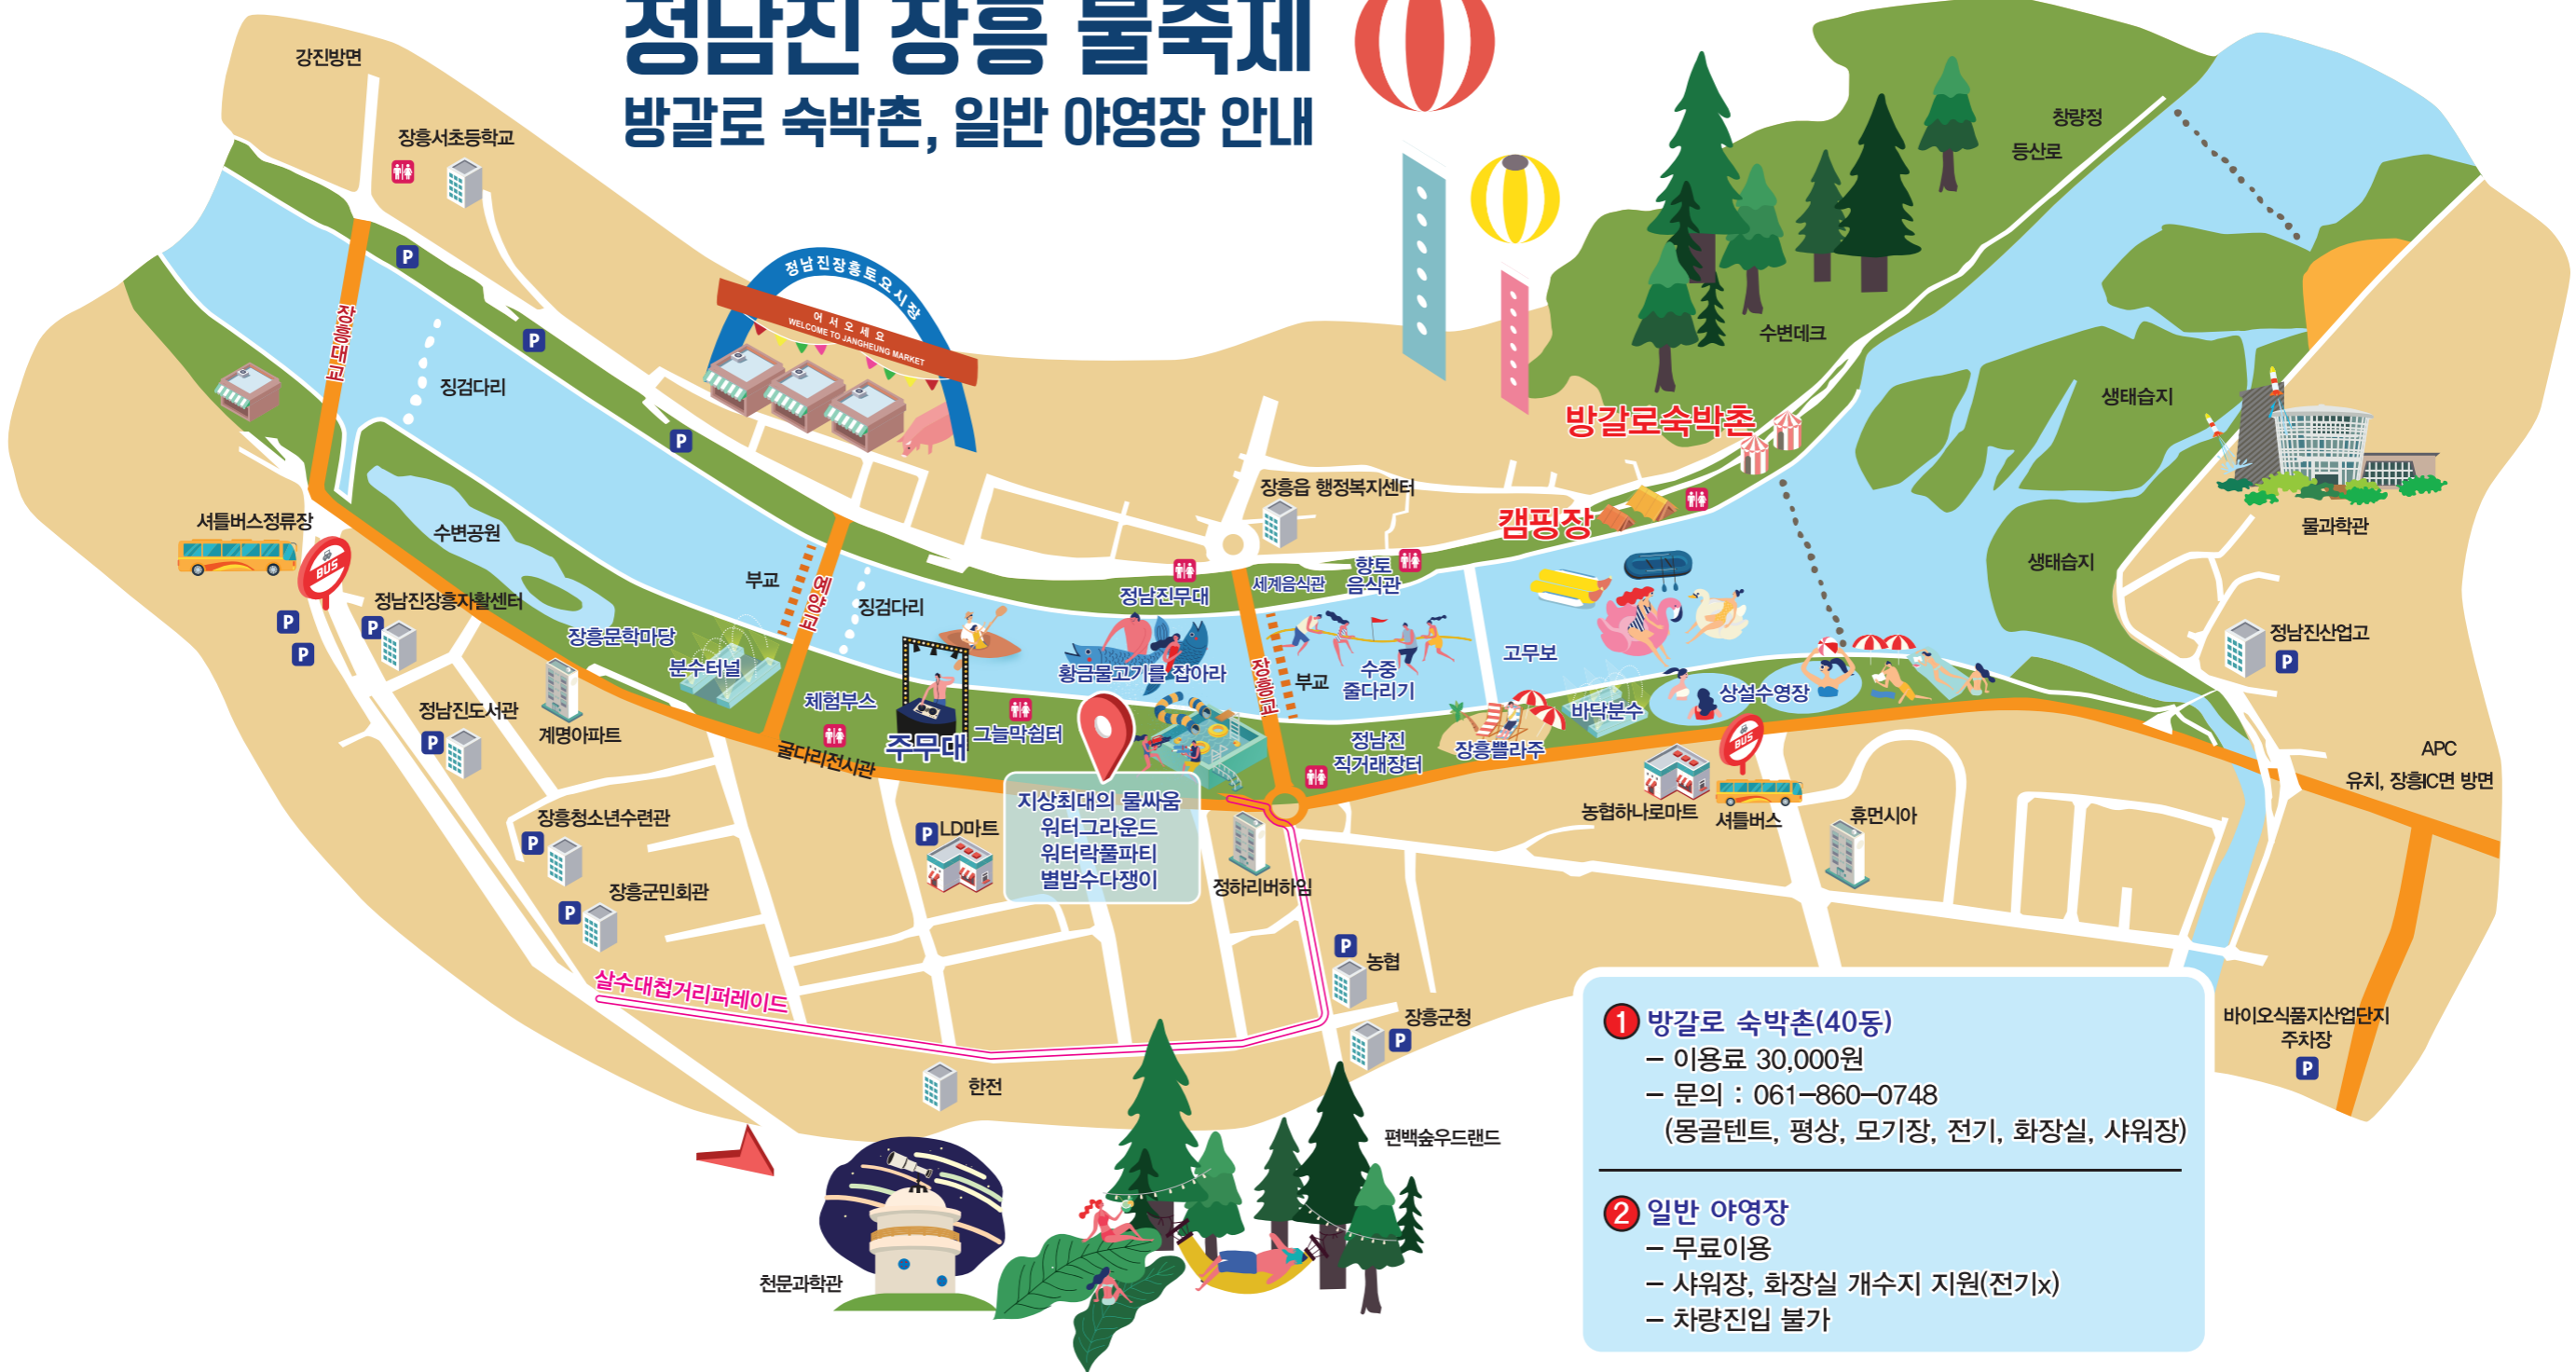 정남진 장흥 물축제
방갈로 숙박촌, 일반 야영장 안내
강진방면
장흥서초등학교
창량정
등산로
정남진장흥토요시장
어서오세요
WELCOME TO JANGHEUNG MARKET
장흥대교
징검다리
수변데크
생태습지
방갈로숙박촌
장흥읍 행정복지센터
캠핑장
물과학관
셔틀버스정류장
BUS
수변공원
부교
예양교
징검다리
정남진무대
세계음식관
향토
음식관
생태습지
정남진장흥자활센터
장흥문학마당
분수터널
체험부스
황금물고기를 잡아라
장흥교
부교
수중
줄다리기
고무보
상설수영장
바닥분수
정남진산업고
정남진도서관
계명아파트
굴다리전시관
주무대
그늘막쉼터
정남진
직거래장터
장흥쁠라주
BUS
APC
유치, 장흥IC면 방면
지상최대의 물싸움
워터그라운드
워터락풀파티
별밤수다쟁이
장흥청소년수련관
P
LD마트
정하리버하임
농협하나로마트
셔틀버스
휴먼시아
장흥군민회관
살수대첩거리퍼레이드
농협
장흥군청
한전
바이오식품지산업단지
주차장
P
편백숲우드랜드
천문과학관
1 방갈로 숙박촌(40동)
– 이용료 30,000원
– 문의 : 061–860–0748
(몽골텐트, 평상, 모기장, 전기, 화장실, 샤워장)
2 일반 야영장
– 무료이용
– 샤워장, 화장실 개수지 지원(전기x)
– 차량진입 불가